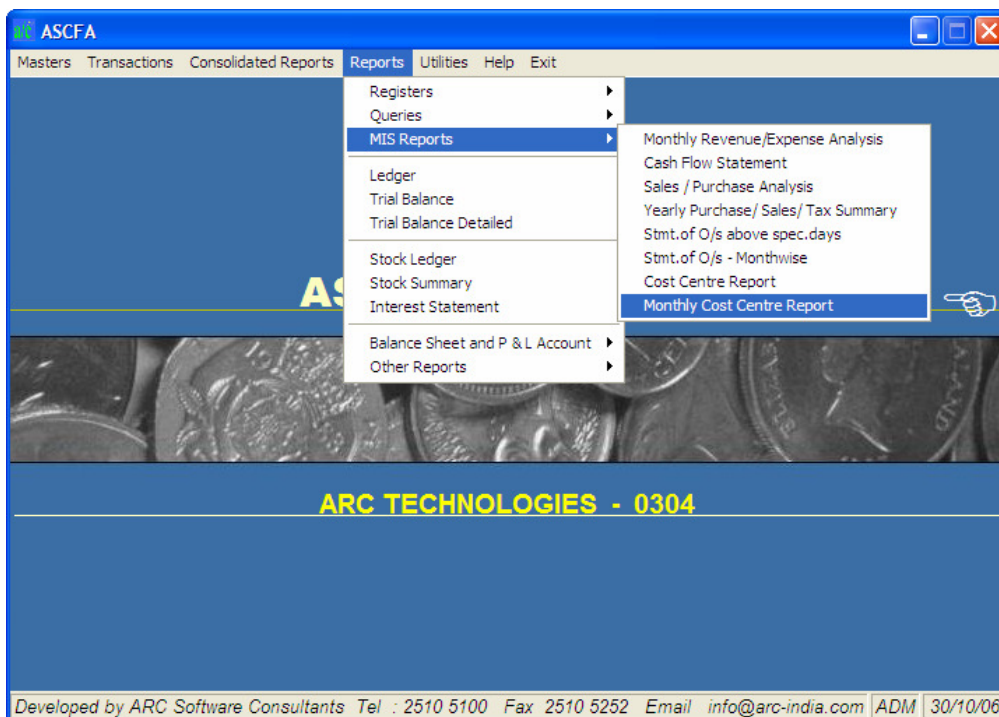 a/c ASCFA
Masters Transactions Consolidated Reports Reports Utilities Help Exit
Registers
Queries
MIS Reports
Ledger
Trial Balance
Trial Balance Detailed
Stock Ledger
Stock Summary
Interest Statement
Balance Sheet and P & L Account
Other Reports
Monthly Revenue/Expense Analysis
Cash Flow Statement
Sales / Purchase Analysis
Yearly Purchase/ Sales/ Tax Summary
Stmt.of O/s above spec.days
Stmt.of O/s - Monthwise
Cost Centre Report
Monthly Cost Centre Report
AS
ARC TECHNOLOGIES - 0304
Developed by ARC Software Consultants Tel : 2510 5100 Fax 2510 5252 Email info@arc-india.com ADM 30/10/06